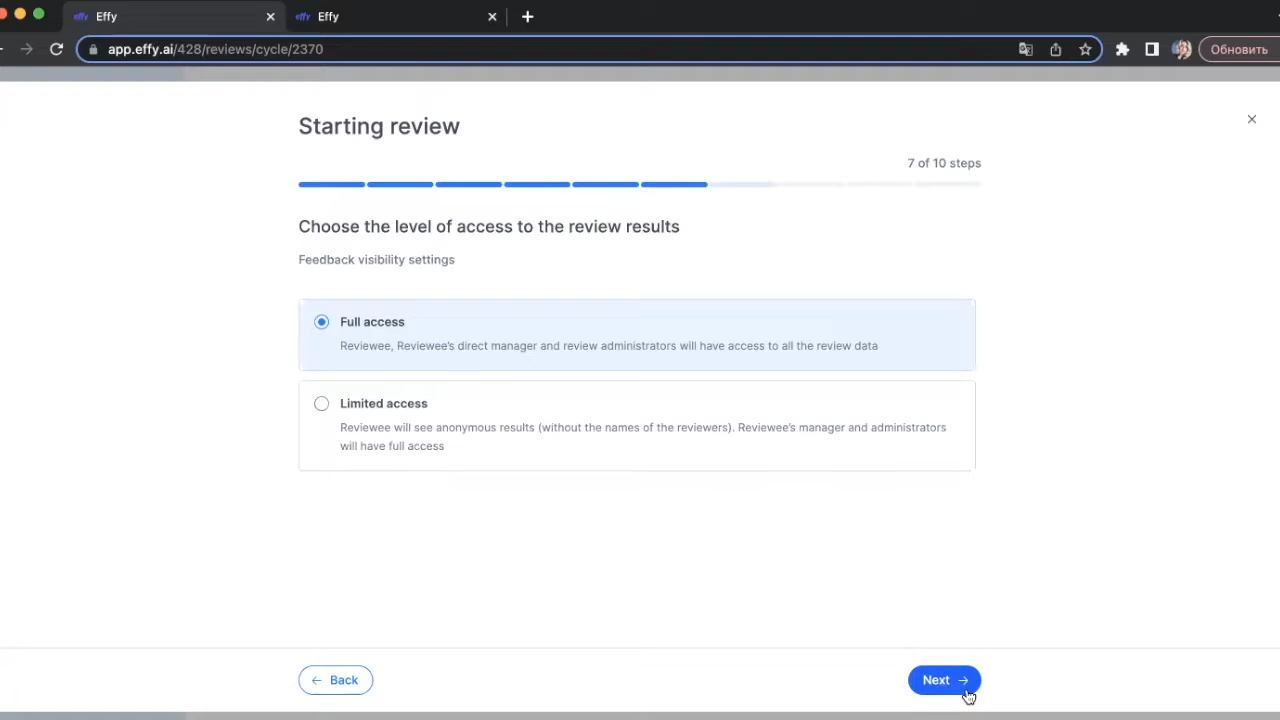 Effy
Effy
app.effy.ai/428/reviews/cycle/2370
Обновить
Starting review
7 of 10 steps
Choose the level of access to the review results
Feedback visibility settings
Full access
Reviewee, Reviewee's direct manager and review administrators will have access to all the review data
Limited access
Reviewee will see anonymous results (without the names of the reviewers). Reviewee's manager and administrators
will have full access
Back
Next